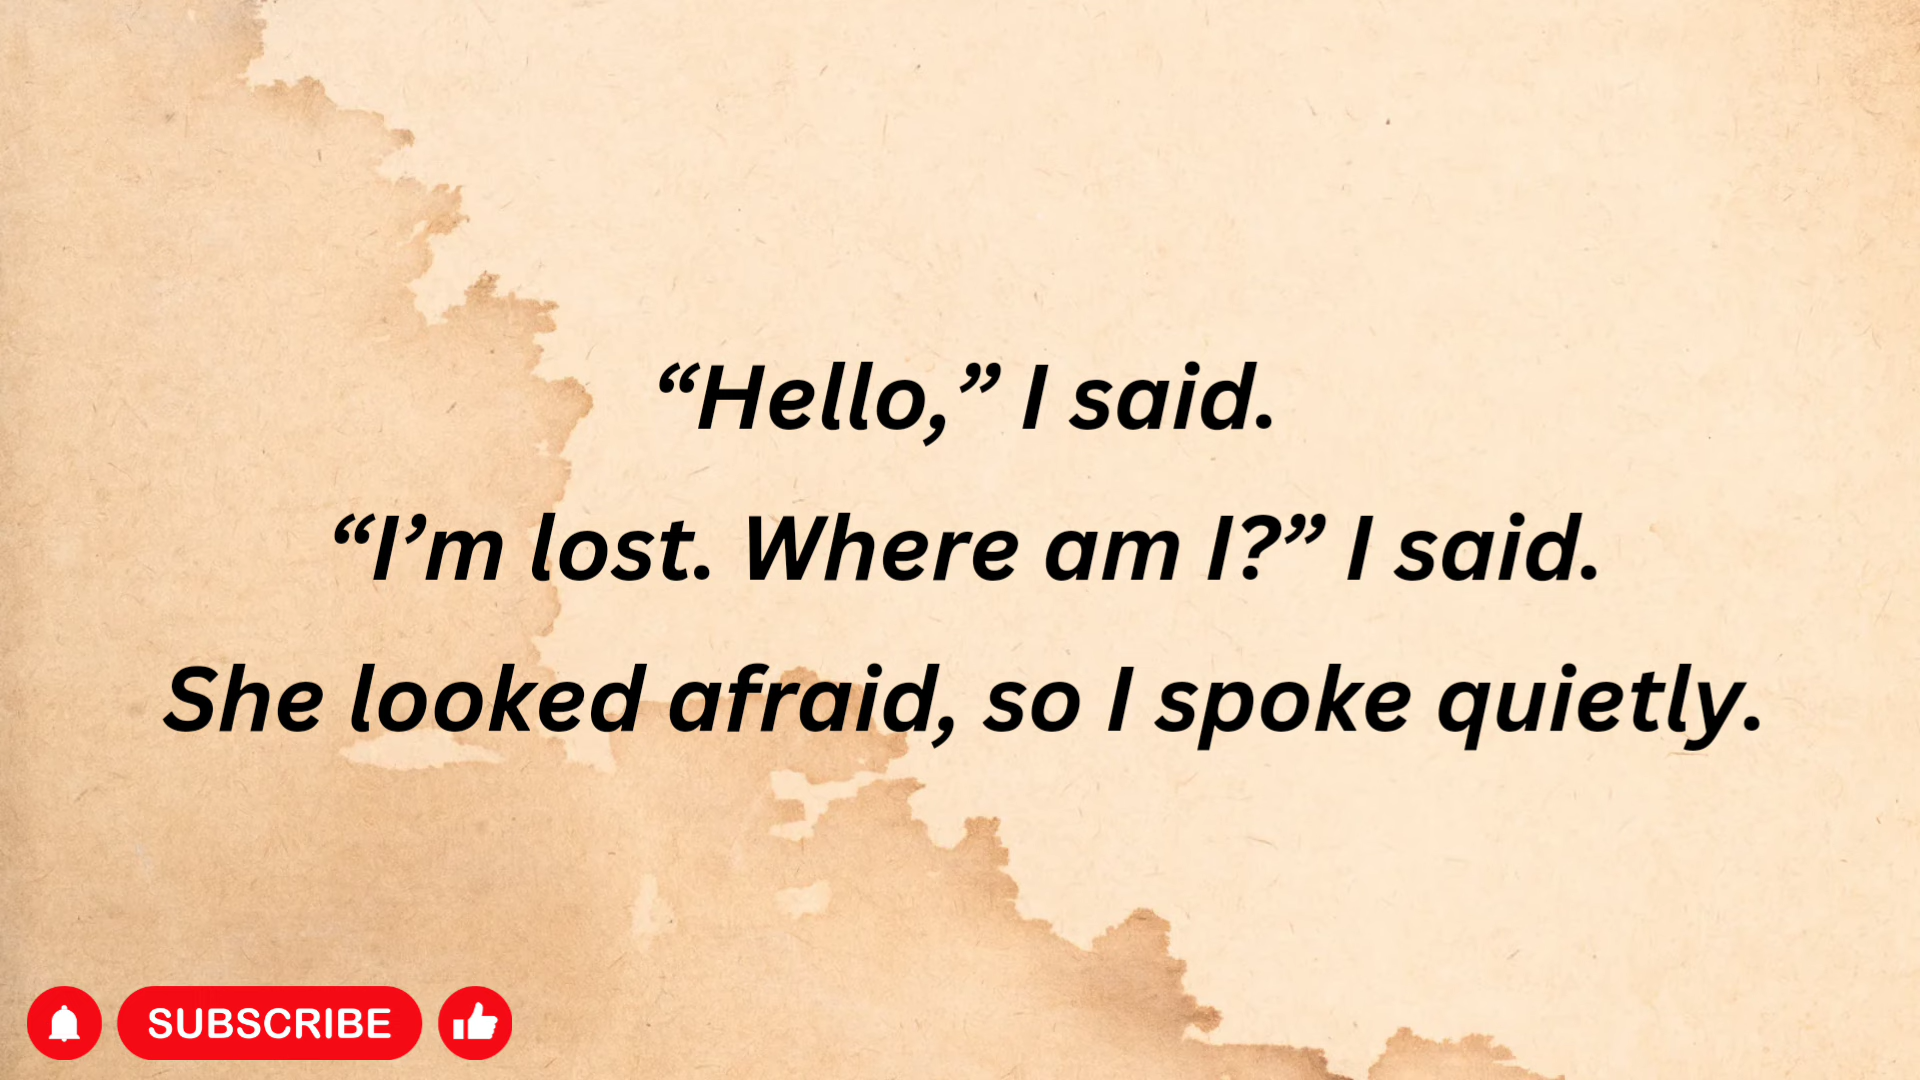 “Hello,” I said.
“I’m lost. Where am I?” I said.
She looked afraid, so I spoke quietly.
SUBSCRIBE